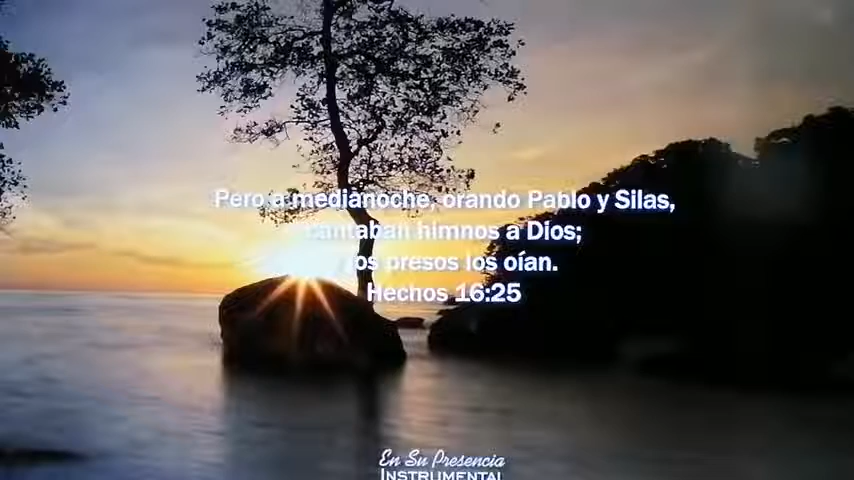 Pero a medianoche, orando Pablo y Silas,
cantaban himnos a Dios;
y los presos los oían.
Hechos 16:25
En Su Presencia
INSTRUMENTAL